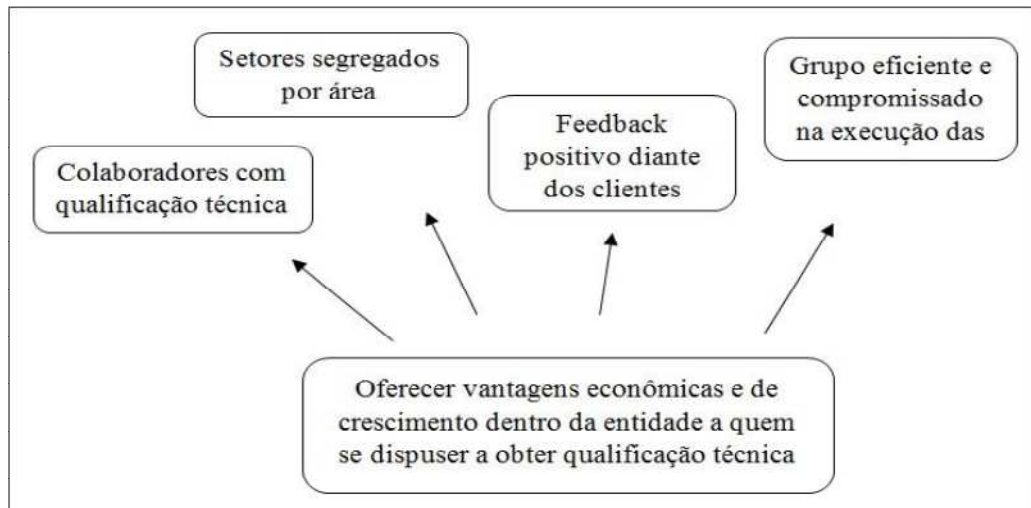 Setores segregados
por área
Grupo eficiente e
compromissado
na execução das
Feedback
positivo diante
dos clientes
Colaboradores com
qualificação técnica
Oferecer vantagens econômicas e de
crescimento dentro da entidade a quem
se dispuser a obter qualificação técnica